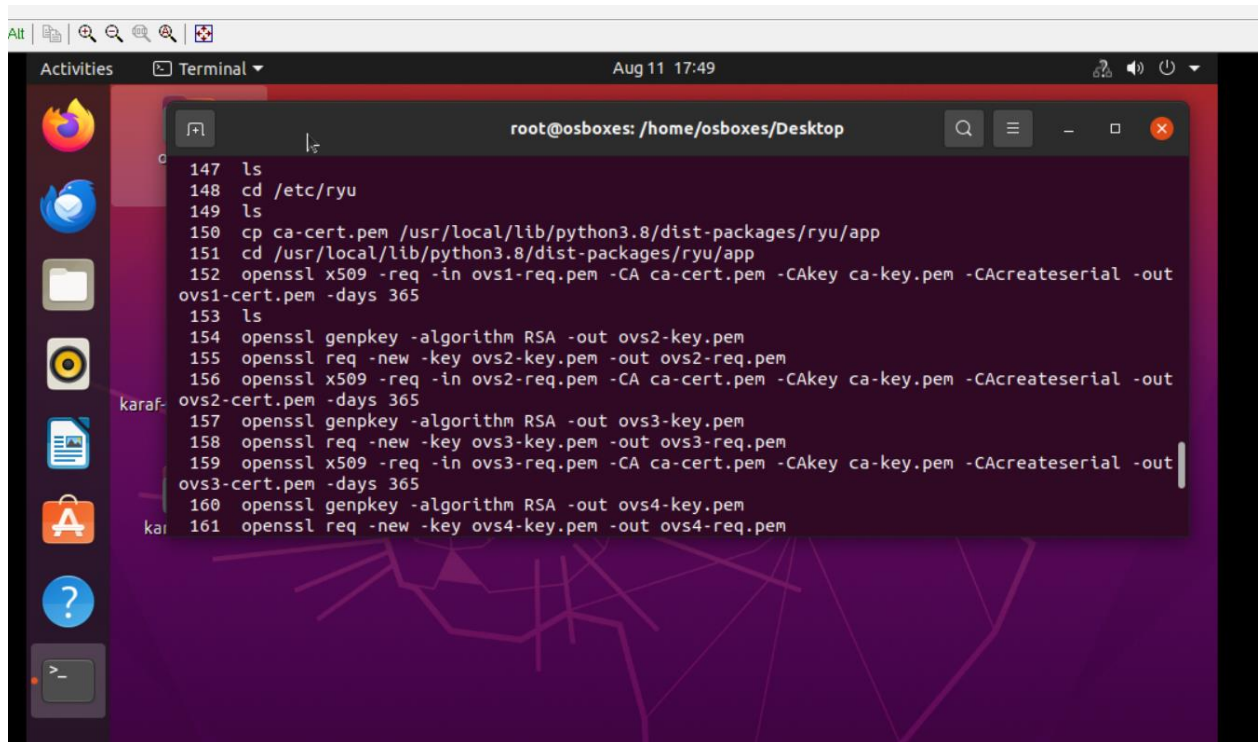 Alt
Activities
Terminal
Aug 11 17:49
root@osboxes: /home/osboxes/Desktop
147 ls
148 cd /etc/ryu
149 ls
150 cp ca-cert.pem /usr/local/lib/python3.8/dist-packages/ryu/app
151 cd /usr/local/lib/python3.8/dist-packages/ryu/app
152 openssl x509 -req -in ovs1-req.pem -CA ca-cert.pem -CAkey ca-key.pem -CAcreateserial -out
ovs1-cert.pem -days 365
153 ls
154 openssl genpkey -algorithm RSA -out ovs2-key.pem
155 openssl req -new -key ovs2-key.pem -out ovs2-req.pem
156 openssl x509 -req -in ovs2-req.pem -CA ca-cert.pem -CAkey ca-key.pem -CAcreateserial -out
ovs2-cert.pem -days 365
157 openssl genpkey -algorithm RSA -out ovs3-key.pem
158 openssl req -new -key ovs3-key.pem -out ovs3-req.pem
159 openssl x509 -req -in ovs3-req.pem -CA ca-cert.pem -CAkey ca-key.pem -CAcreateserial -out
ovs3-cert.pem -days 365
160 openssl genpkey -algorithm RSA -out ovs4-key.pem
161 openssl req -new -key ovs4-key.pem -out ovs4-req.pem
karaf-